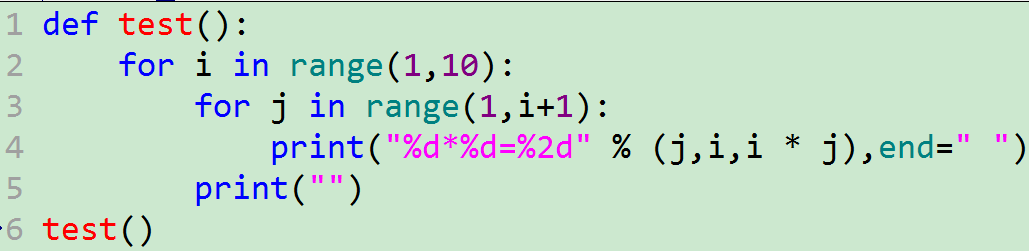 1 def test():
2     for i in range(1,10):
3         for j in range(1,i+1):
4             print("%d*%d=%2d" % (j,i,i * j),end=" ")
5         print("")
6 test()